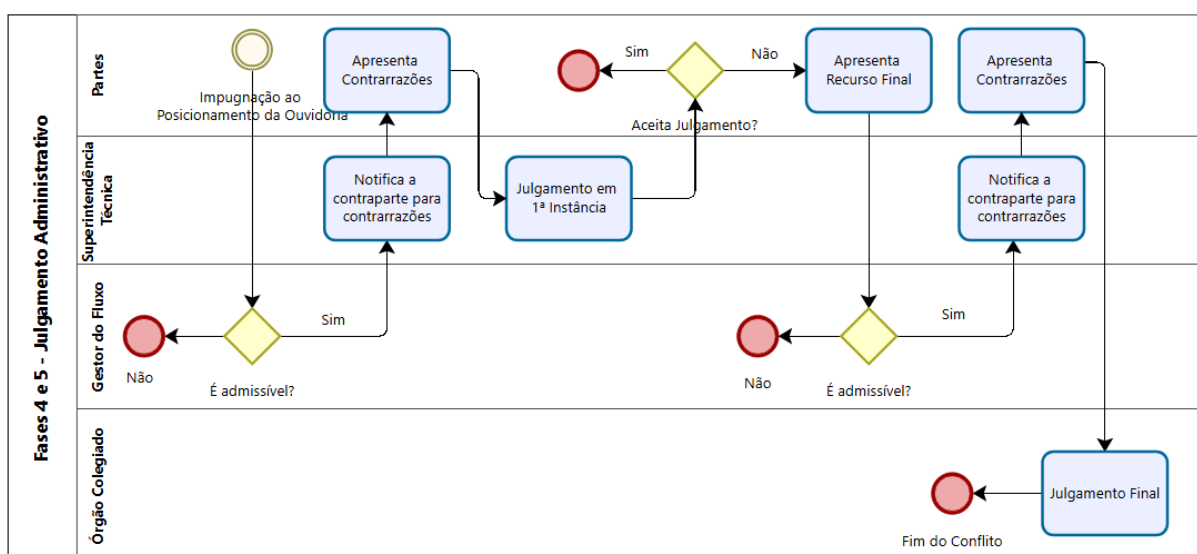 Fases 4 e 5 - Julgamento Administrativo
Partes
Impugnação ao
Posicionamento da Ouvidoria
Apresenta
Contrarrazões
Sim
Não
Aceita Julgamento?
Apresenta
Recurso Final
Apresenta
Contrarrazões
Superintendência
Técnica
Notifica a
contraparte para
contrarrazões
Julgamento em
1ª Instância
Notifica a
contraparte para
contrarrazões
Gestor do Fluxo
Não
É admissível?
Sim
Não
É admissível?
Sim
Órgão Colegiado
Fim do Conflito
Julgamento Final